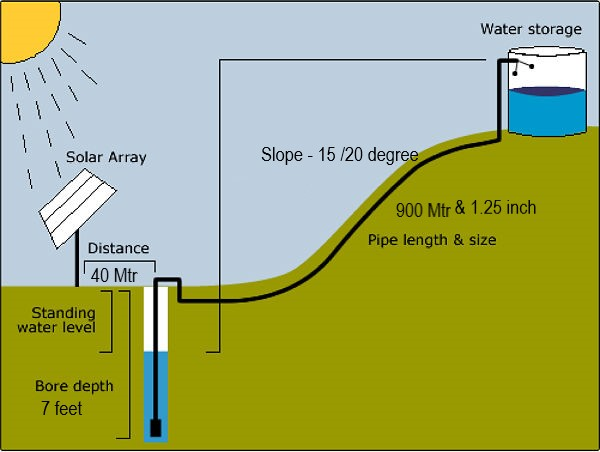 Water storage
Slope - 15 /20 degree
Solar Array
900 Mtr & 1.25 inch
Pipe length & size
Distance
40 Mtr
Standing
water level
Bore depth
7 feet